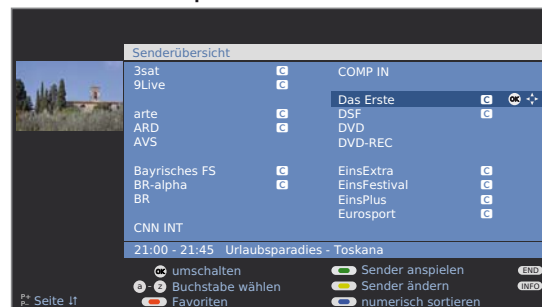 Senderübersicht
3sat C
9Live C
arte C
ARD C
AVS
Bayrisches FS C
BR-alpha C
BR
CNN INT
COMP IN
Das Erste C OK
DSF C
DVD
DVD-REC
EinsExtra C
EinsFestival C
EinsPlus C
Eurosport C
21:00 - 21:45 Urlaubsparadies - Toskana
OK umschalten
a - z Buchstabe wählen
Favoriten
Sender anspielen
Sender ändern
numerisch sortieren
END
INFO
P+ P- Seite